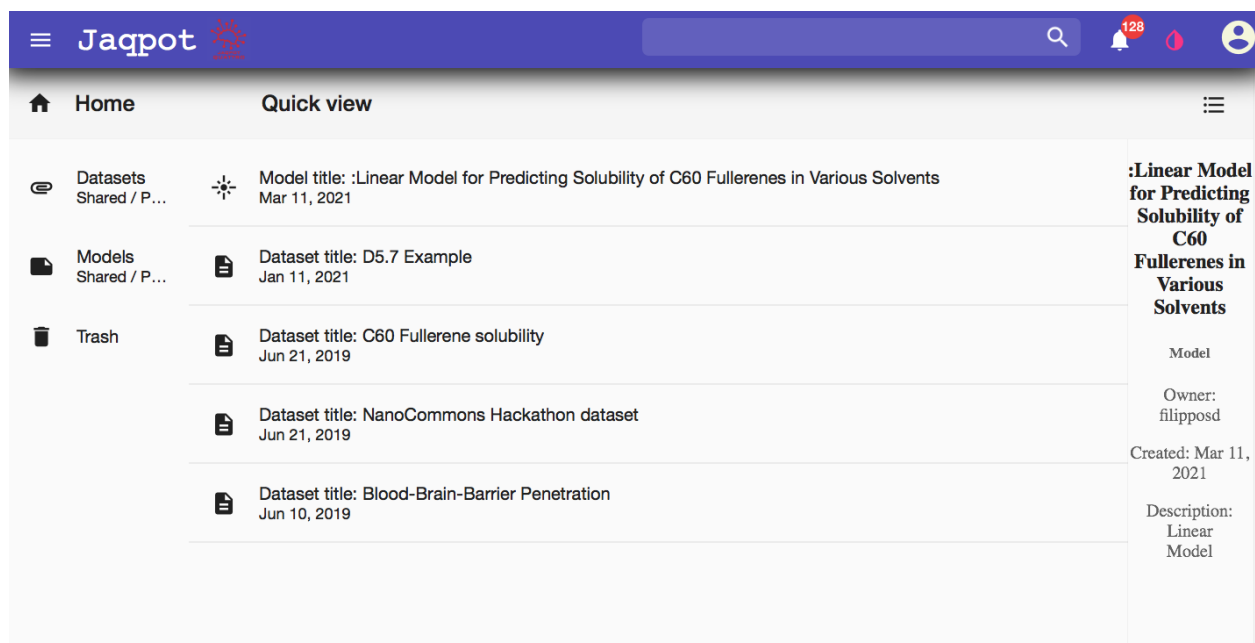 Jaqpot
128
Home
Quick view
Datasets
Shared / P...
Models
Shared / P...
Trash
Model title: :Linear Model for Predicting Solubility of C60 Fullerenes in Various Solvents
Mar 11, 2021
Dataset title: D5.7 Example
Jan 11, 2021
Dataset title: C60 Fullerene solubility
Jun 21, 2019
Dataset title: NanoCommons Hackathon dataset
Jun 21, 2019
Dataset title: Blood-Brain-Barrier Penetration
Jun 10, 2019
:Linear Model
for Predicting
Solubility of
C60
Fullerenes in
Various
Solvents
Model
Owner:
filipposd
Created: Mar 11,
2021
Description:
Linear
Model